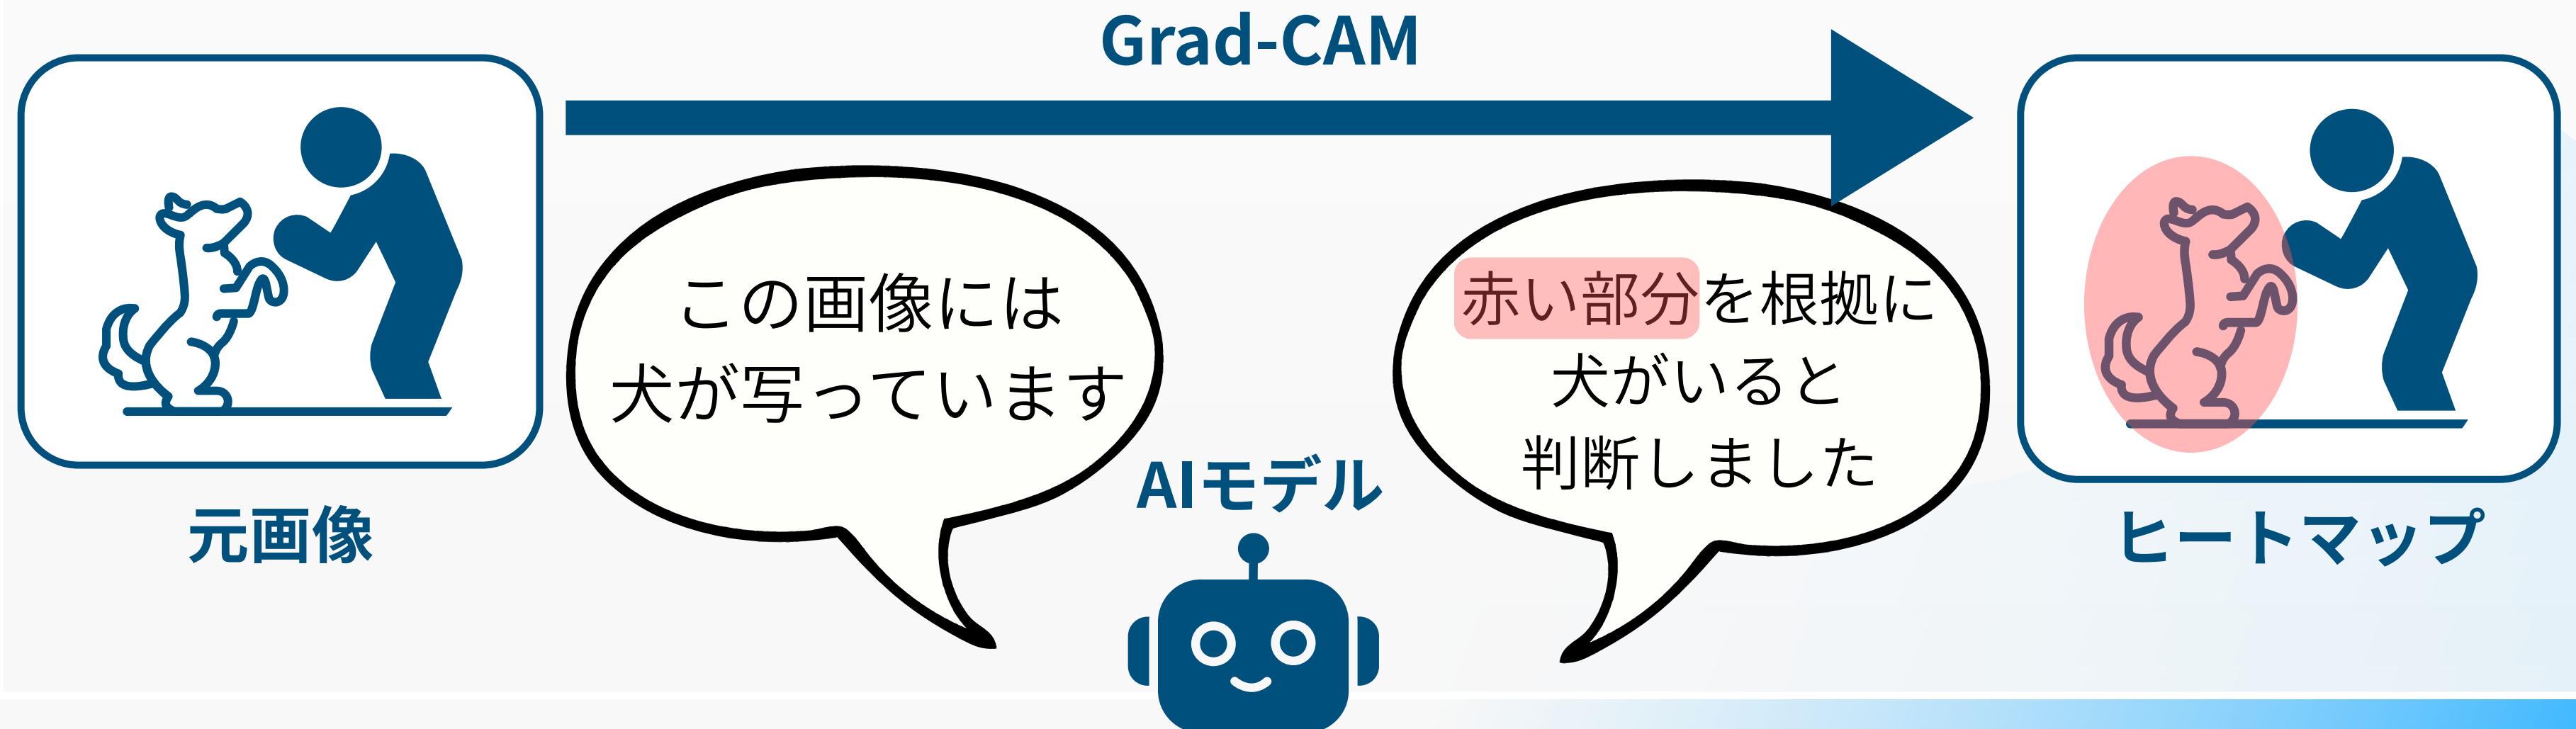 Grad-CAM
この画像には
犬が写っています
赤い部分を根拠に
犬がいると
判断しました
AIモデル
元画像
ヒートマップ